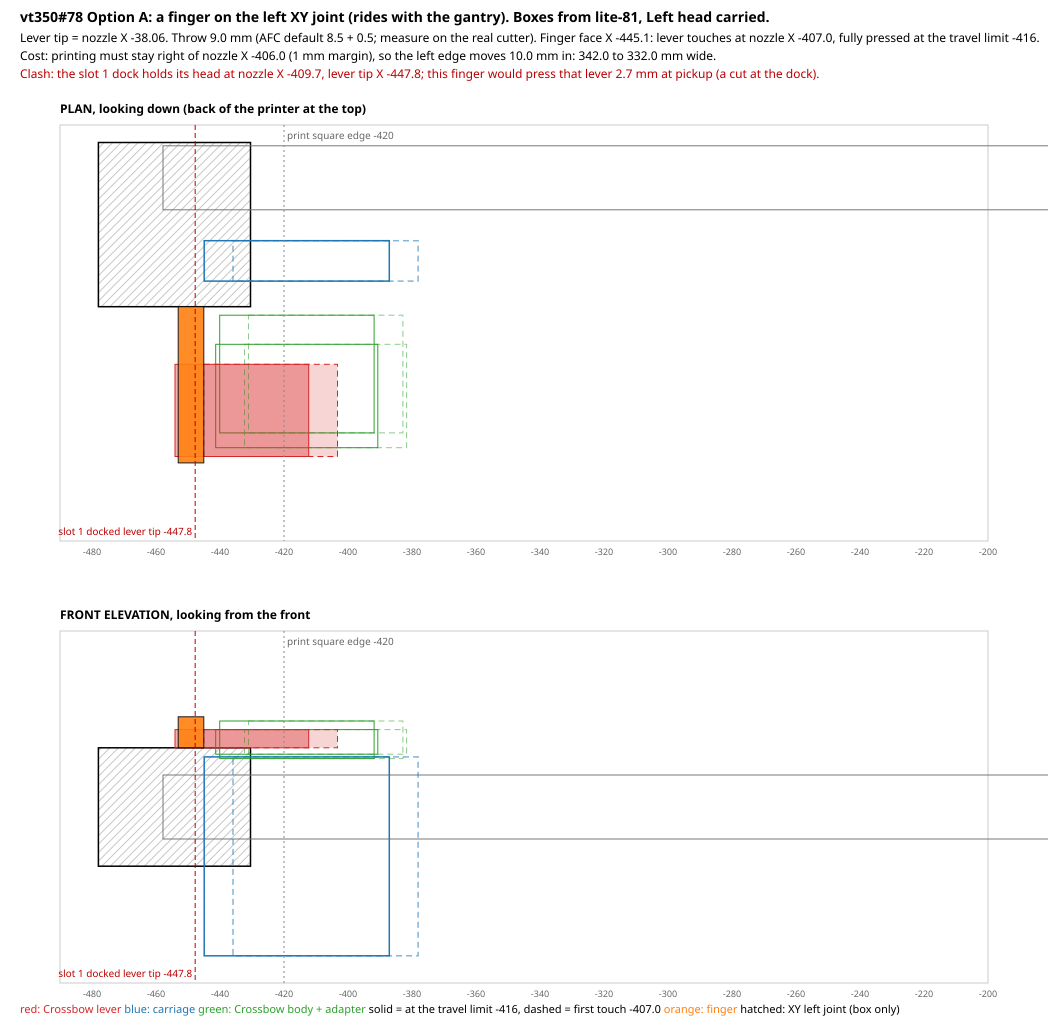 vt350#78 Option A: a finger on the left XY joint (rides with the gantry). Boxes from lite-81, Left head carried.
Lever tip = nozzle X -38.06. Throw 9.0 mm (AFC default 8.5 + 0.5; measure on the real cutter). Finger face X -445.1: lever touches at nozzle X -407.0, fully pressed at the travel limit -416.
Cost: printing must stay right of nozzle X -406.0 (1 mm margin), so the left edge moves 10.0 mm in: 342.0 to 332.0 mm wide.
Clash: the slot 1 dock holds its head at nozzle X -409.7, lever tip X -447.8; this finger would press that lever 2.7 mm at pickup (a cut at the dock).
PLAN, looking down (back of the printer at the top)
print square edge -420
slot 1 docked lever tip -447.8
-480 -460 -440 -420 -400 -380 -360 -340 -320 -300 -280 -260 -240 -220 -200
FRONT ELEVATION, looking from the front
print square edge -420
slot 1 docked lever tip -447.8
-480 -460 -440 -420 -400 -380 -360 -340 -320 -300 -280 -260 -240 -220 -200
red: Crossbow lever blue: carriage green: Crossbow body + adapter solid = at the travel limit -416, dashed = first touch -407.0 orange: finger hatched: XY left joint (box only)